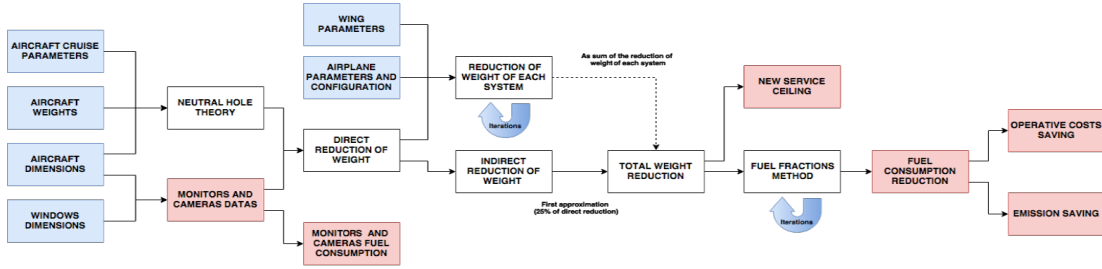 AIRCRAFT CRUISE
PARAMETERS
AIRCRAFT
WEIGHTS
AIRCRAFT
DIMENSIONS
WINDOWS
DIMENSIONS
NEUTRAL HOLE
THEORY
MONITORS AND
CAMERAS DATAS
WING
PARAMETERS
AIRPLANE
PARAMETERS AND
CONFIGURATION
DIRECT
REDUCTION OF
WEIGHT
MONITORS AND
CAMERAS FUEL
CONSUMPTION
REDUCTION OF
WEIGHT OF EACH
SYSTEM
Iterations
INDIRECT
REDUCTION OF
WEIGHT
As sum of the reduction of
weight of each system
First approximation
(25% of direct reduction)
TOTAL WEIGHT
REDUCTION
NEW SERVICE
CEILING
FUEL FRACTIONS
METHOD
Iterations
FUEL
CONSUMPTION
REDUCTION
OPERATIVE COSTS
SAVING
EMISSION SAVING